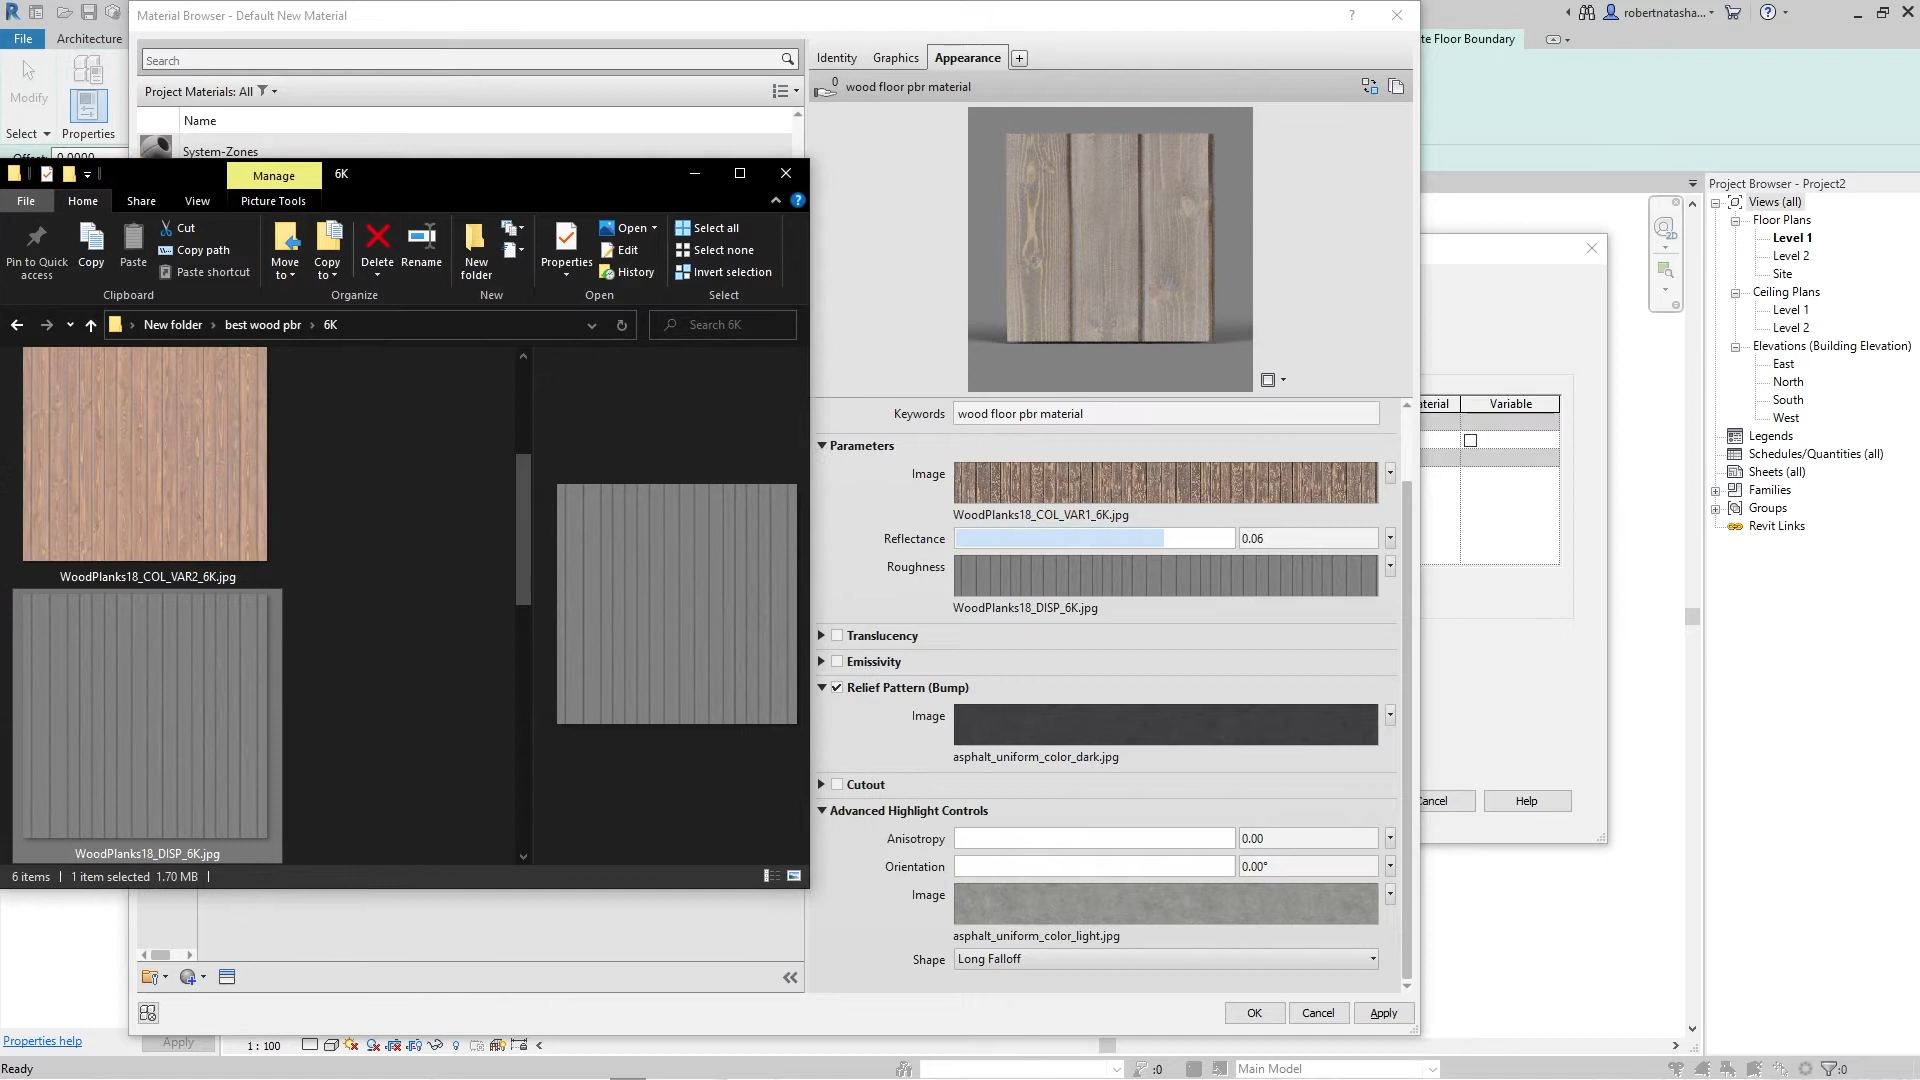 Material Browser - Default New Material
robertnatasha...
File
Architecture
te Floor Boundary
Modify
Select
Properties
Offset: 0.0000
Search
Project Materials: All
Name
System-Zones
Identity
Graphics
Appearance
0
wood floor pbr material
Manage
6K
File
Home
Share
View
Picture Tools
Pin to Quick
access
Copy
Paste
Cut
Copy path
Paste shortcut
Clipboard
Move
to
Copy
to
Delete
Rename
Organize
New
folder
New
Properties
Open
Edit
History
Open
Select all
Select none
Invert selection
Select
New folder
best wood pbr
6K
Search 6K
WoodPlanks18_COL_VAR2_6K.jpg
WoodPlanks18_DISP_6K.jpg
6 items
1 item selected 1.70 MB
Keywords
wood floor pbr material
Parameters
Image
WoodPlanks18_COL_VAR1_6K.jpg
Reflectance
0.06
Roughness
WoodPlanks18_DISP_6K.jpg
Translucency
Emissivity
Relief Pattern (Bump)
Image
asphalt_uniform_color_dark.jpg
Cutout
Advanced Highlight Controls
Anisotropy
0.00
Orientation
0.00°
Image
asphalt_uniform_color_light.jpg
Shape
Long Falloff
OK
Cancel
Apply
terial
Variable
Cancel
Help
2D
Project Browser - Project2
Views (all)
Floor Plans
Level 1
Level 2
Site
Ceiling Plans
Level 1
Level 2
Elevations (Building Elevation)
East
North
South
West
Legends
Schedules/Quantities (all)
Sheets (all)
Families
Groups
Revit Links
Properties help
Apply
1 : 100
Ready
:0
Main Model
:0